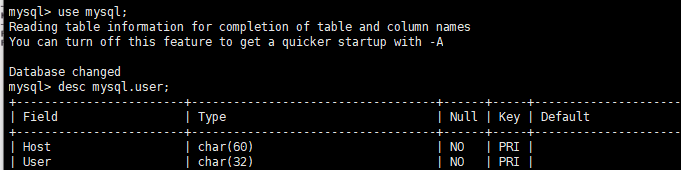 mysql> use mysql;
Reading table information for completion of table and column names
You can turn off this feature to get a quicker startup with -A
Database changed
mysql> desc mysql.user;
+------------------------+-----------------------------------+------+-----+-----------------------
| Field                  | Type                              | Null | Key | Default
+------------------------+-----------------------------------+------+-----+-----------------------
| Host                   | char(60)                          | NO   | PRI |
| User                   | char(32)                          | NO   | PRI |